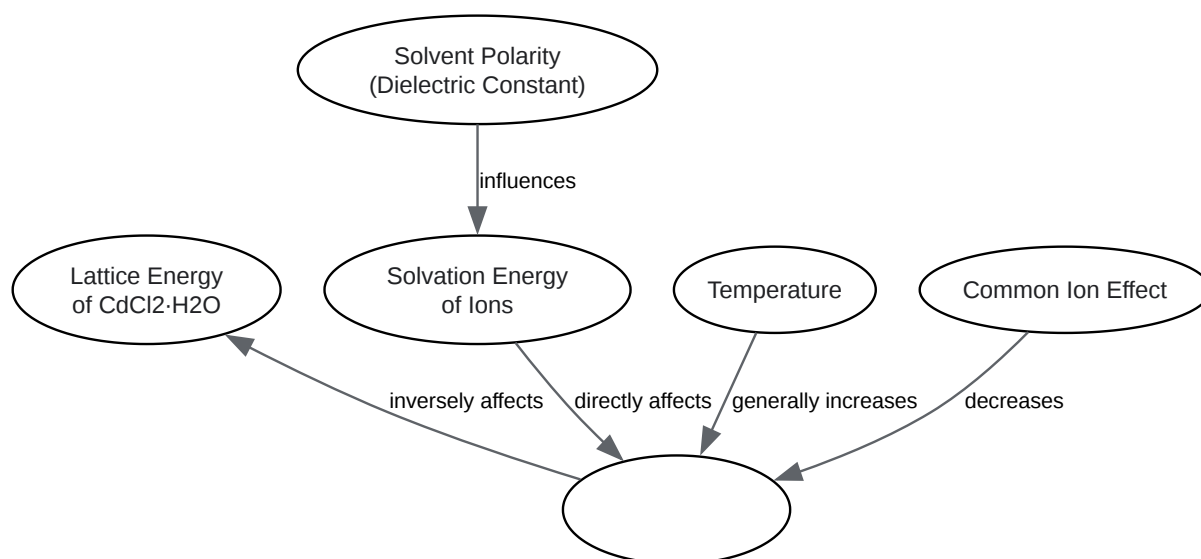 Solvent Polarity
(Dielectric Constant)
influences
Lattice Energy
of CdCl2·H2O
Solvation Energy
of Ions
Temperature
Common Ion Effect
inversely affects
directly affects
generally increases
decreases